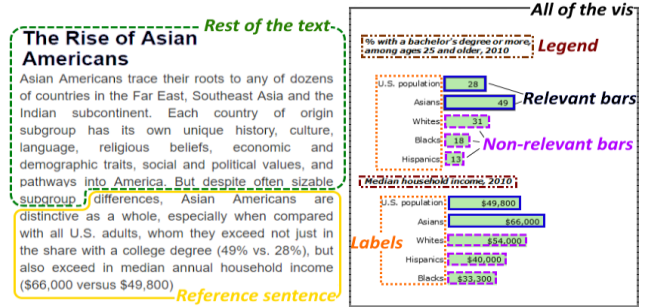 Rest of the text
The Rise of Asian
Americans
Asian Americans trace their roots to any of dozens
of countries in the Far East, Southeast Asia and the
Indian subcontinent. Each country of origin
subgroup has its own unique history, culture,
language, religious beliefs, economic and
demographic traits, social and political values, and
pathways into America. But despite often sizable
subgroup differences, Asian Americans are
distinctive as a whole, especially when compared
with all U.S. adults, whom they exceed not just in
the share with a college degree (49% vs. 28%), but
also exceed in median annual household income
($66,000 versus $49,800)
Reference sentence
All of the vis
% with a bachelor's degree or more,
among ages 25 and older, 2010
Legend
U.S. population 28
Asians 49
Relevant bars
Whites 31
Blacks 18
Non-relevant bars
Hispanics 13
Median household income, 2010
U.S. population $49,800
Asians $66,000
Labels
Whites $54,000
Hispanics $40,000
Blacks $33,300